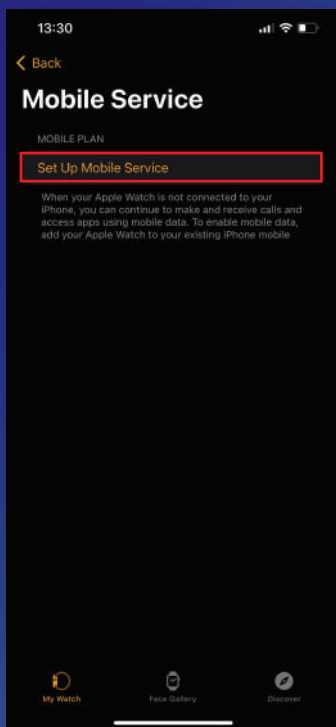 13:30
Back
Mobile Service
MOBILE PLAN
Set Up Mobile Service
When your Apple Watch is not connected to your
iPhone, you can continue to make and receive calls and
access apps using mobile data. To enable mobile data,
add your Apple Watch to your existing iPhone mobile
My Watch Face Gallery Discover